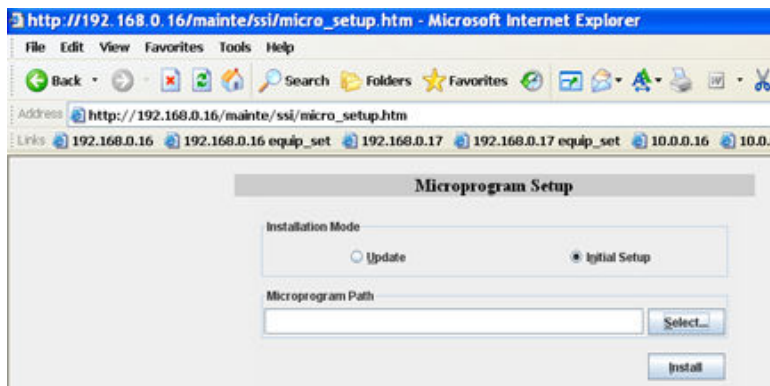 http://192.168.0.16/mainte/ssi/micro_setup.htm - Microsoft Internet Explorer
File Edit View Favorites Tools Help
Back Search Folders Favorites
Address http://192.168.0.16/mainte/ssi/micro_setup.htm
Links 192.168.0.16 192.168.0.16 equip_set 192.168.0.17 192.168.0.17 equip_set 10.0.0.16 10.0.
Microprogram Setup
Installation Mode
Update Initial Setup
Microprogram Path
Select...
Install